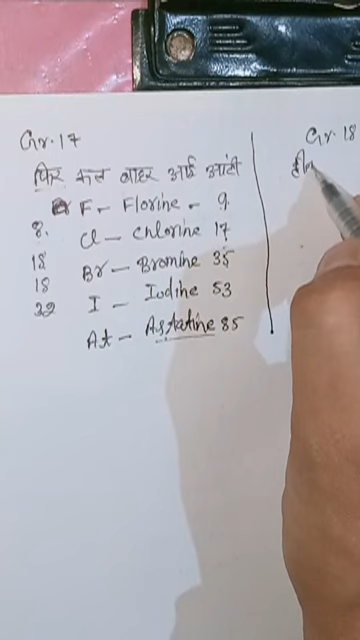 Gr. 17
फिर कल बाहर आई आंटी
F - Florine - 9
8. Cl - Chlorine 17
18 Br - Bromine 35
18 I - Iodine 53
32 At - Astatine 85
Gr. 18